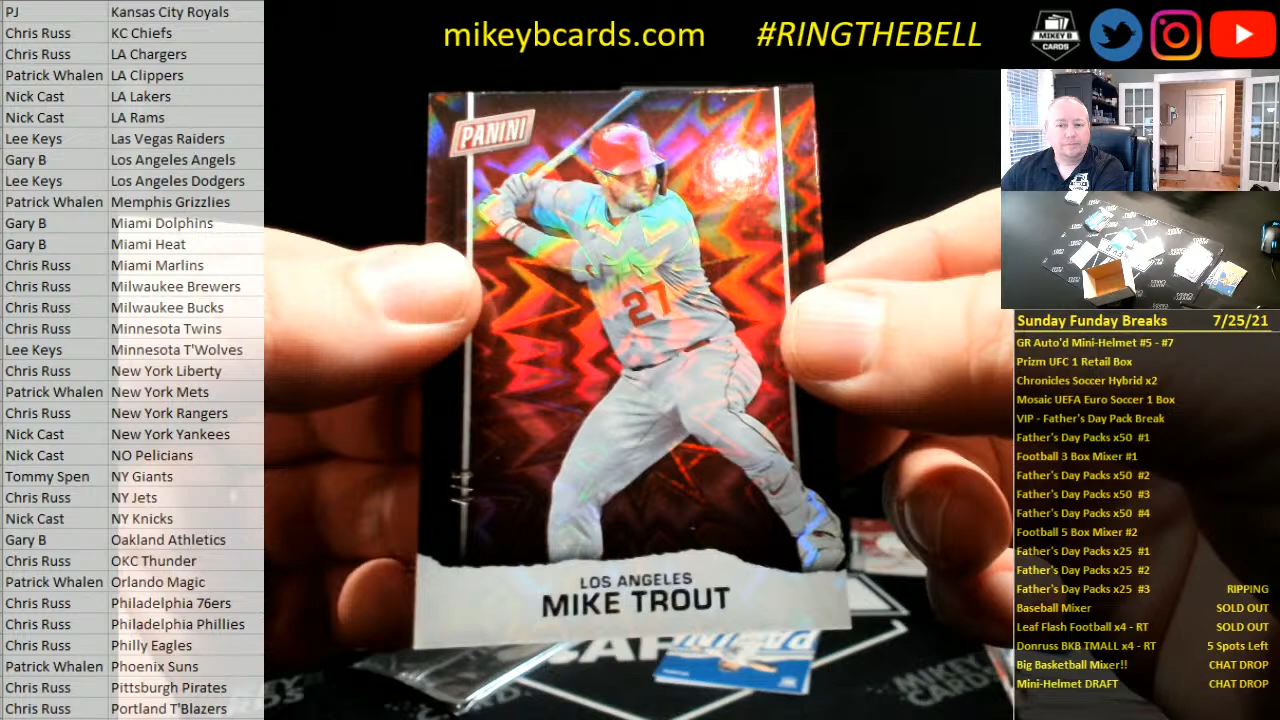 PJ Kansas City Royals
Chris Russ KC Chiefs
Chris Russ LA Chargers
Patrick Whalen LA Clippers
Nick Cast LA Lakers
Nick Cast LA Rams
Lee Keys Las Vegas Raiders
Gary B Los Angeles Angels
Lee Keys Los Angeles Dodgers
Patrick Whalen Memphis Grizzlies
Gary B Miami Dolphins
Gary B Miami Heat
Chris Russ Miami Marlins
Chris Russ Milwaukee Brewers
Chris Russ Milwaukee Bucks
Chris Russ Minnesota Twins
Lee Keys Minnesota T'Wolves
Chris Russ New York Liberty
Patrick Whalen New York Mets
Chris Russ New York Rangers
Nick Cast New York Yankees
Nick Cast NO Pelicians
Tommy Spen NY Giants
Chris Russ NY Jets
Nick Cast NY Knicks
Gary B Oakland Athletics
Chris Russ OKC Thunder
Patrick Whalen Orlando Magic
Chris Russ Philadelphia 76ers
Chris Russ Philadelphia Phillies
Chris Russ Philly Eagles
Patrick Whalen Phoenix Suns
Chris Russ Pittsburgh Pirates
Chris Russ Portland T'Blazers
mikeybcards.com #RINGTHEBELL
MIKEY B
CARDS
PANINI
27
LOS ANGELES
MIKE TROUT
PANINI
MIKEY
CARDS
Sunday Funday Breaks 7/25/21
GR Auto'd Mini-Helmet #5 - #7
Prizm UFC 1 Retail Box
Chronicles Soccer Hybrid x2
Mosaic UEFA Euro Soccer 1 Box
VIP - Father's Day Pack Break
Father's Day Packs x50 #1
Football 3 Box Mixer #1
Father's Day Packs x50 #2
Father's Day Packs x50 #3
Father's Day Packs x50 #4
Football 5 Box Mixer #2
Father's Day Packs x25 #1
Father's Day Packs x25 #2
Father's Day Packs x25 #3 RIPPING
Baseball Mixer SOLD OUT
Leaf Flash Football x4 - RT SOLD OUT
Donruss BKB TMALL x4 - RT 5 Spots Left
Big Basketball Mixer!! CHAT DROP
Mini-Helmet DRAFT CHAT DROP